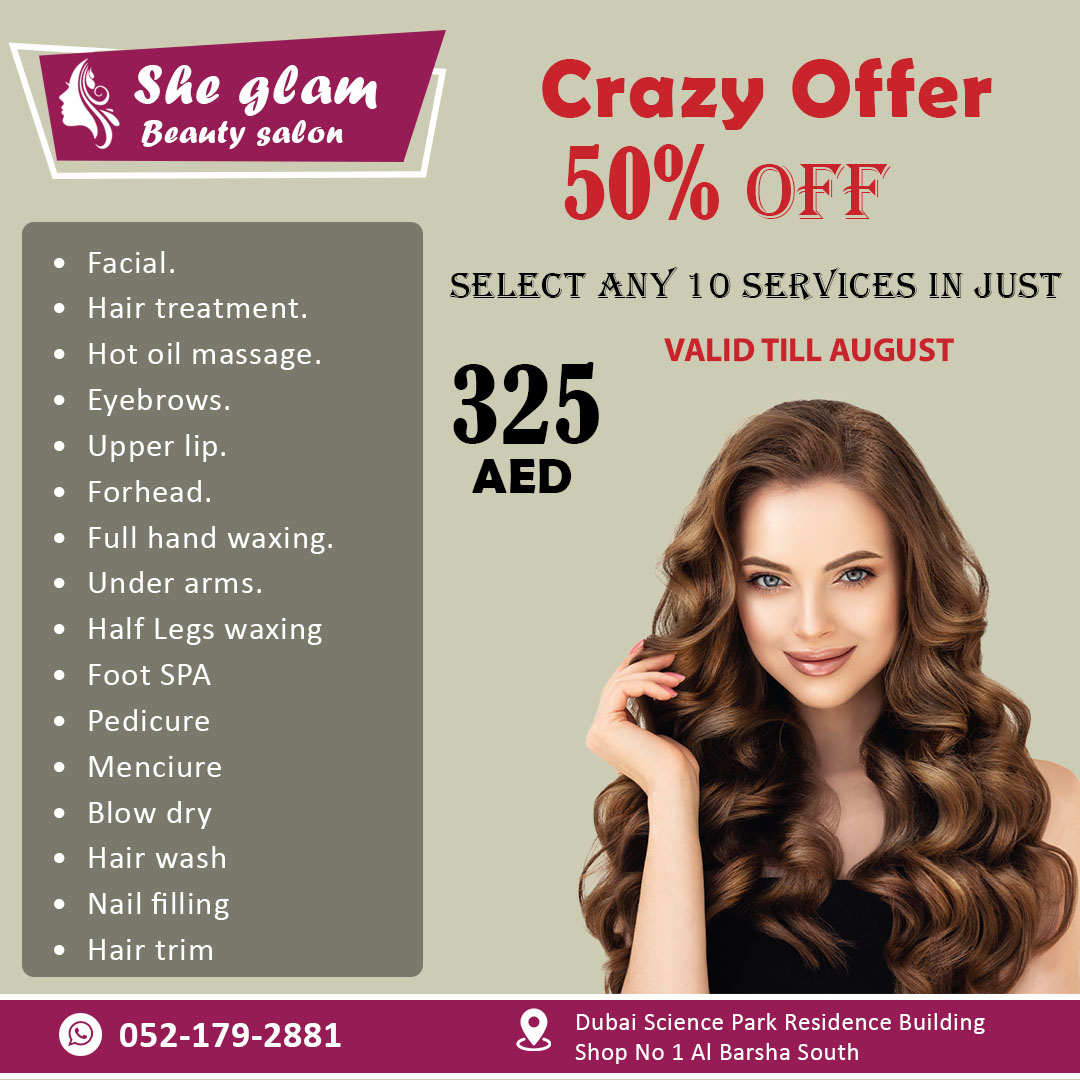 She glam
Beauty salon
Crazy Offer
50% OFF
SELECT ANY 10 SERVICES IN JUST
VALID TILL AUGUST
325
AED
• Facial.
• Hair treatment.
• Hot oil massage.
• Eyebrows.
• Upper lip.
• Forhead.
• Full hand waxing.
• Under arms.
• Half Legs waxing
• Foot SPA
• Pedicure
• Menciure
• Blow dry
• Hair wash
• Nail filling
• Hair trim
052-179-2881
Dubai Science Park Residence Building
Shop No 1 Al Barsha South